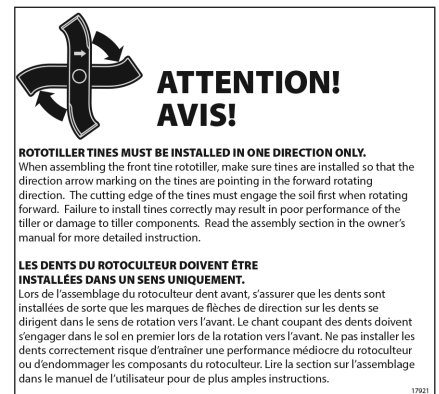 ATTENTION!
AVIS!
ROTOTILLER TINES MUST BE INSTALLED IN ONE DIRECTION ONLY.
When assembling the front tine rototiller, make sure tines are installed so that the
direction arrow marking on the tines are pointing in the forward rotating
direction. The cutting edge of the tines must engage the soil first when rotating
forward. Failure to install tines correctly may result in poor performance of the
tiller or damage to tiller components. Read the assembly section in the owner's
manual for more detailed instruction.
LES DENTS DU ROTOCULTEUR DOIVENT ÊTRE
INSTALLÉES DANS UN SENS UNIQUEMENT.
Lors de l'assemblage du rotoculteur dent avant, s'assurer que les dents sont
installées de sorte que les marques de flèches de direction sur les dents se
dirigent dans le sens de rotation vers l'avant. Le chant coupant des dents doivent
s'engager dans le sol en premier lors de la rotation vers l'avant. Ne pas installer les
dents correctement risque d'entraîner une performance médiocre du rotoculteur
ou d'endommager les composants du rotoculteur. Lire la section sur l'assemblage
dans le manuel de l'utilisateur pour de plus amples instructions.
17921